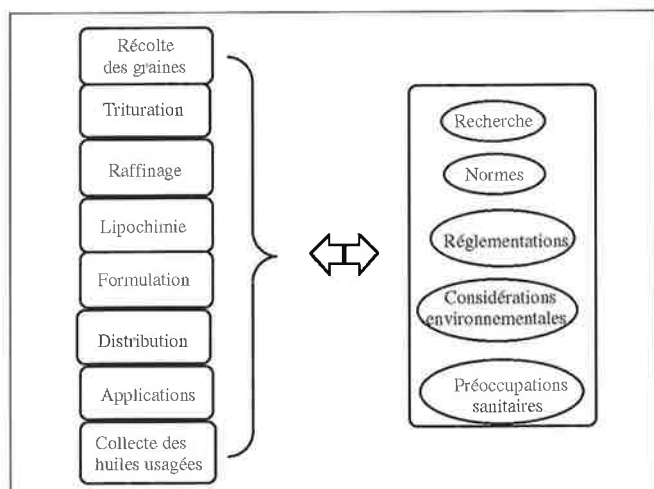 Récolte
des graines
Trituration
Raffinage
Lipochimie
Formulation
Distribution
Applications
Collecte des
huiles usagées
Recherche
Normes
Réglementations
Considérations
environnementales
Préoccupations
sanitaires